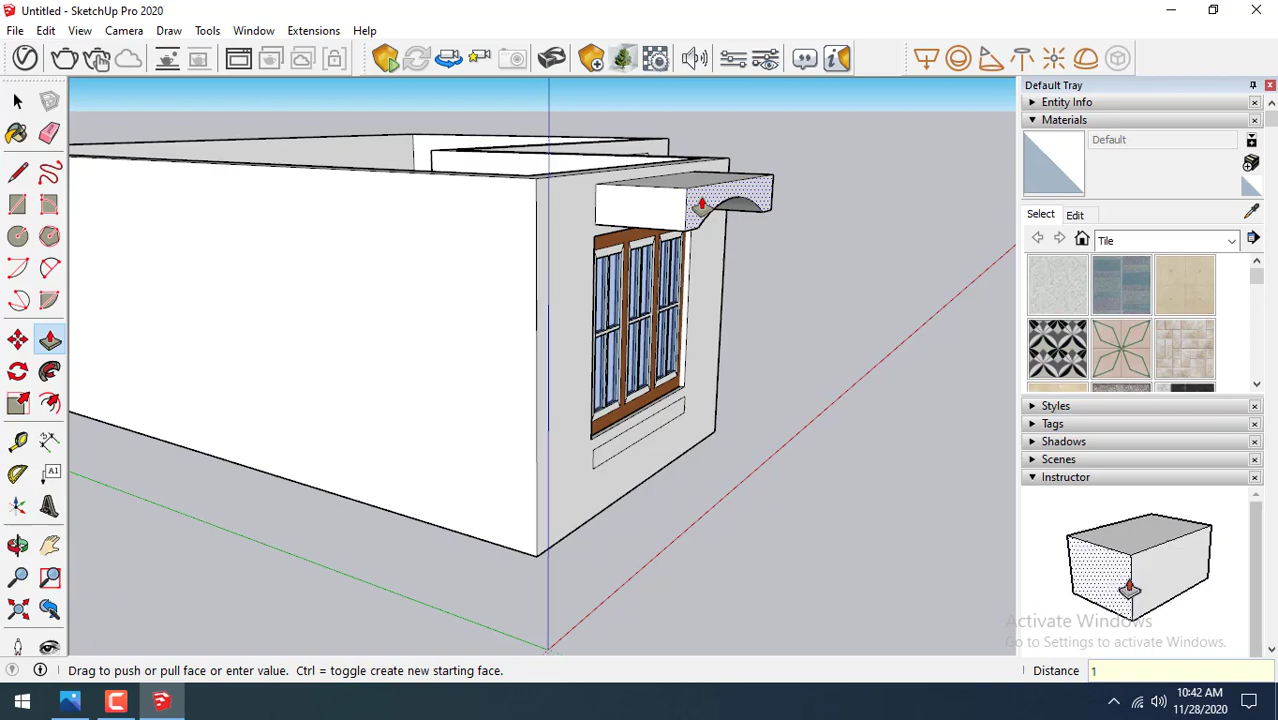 Untitled - SketchUp Pro 2020
File Edit View Camera Draw Tools Window Extensions Help
Default Tray
Entity Info
Materials
Default
Select Edit
Tile
A1
Styles
Tags
Shadows
Scenes
Instructor
Activate Windows
Go to Settings to activate Windows.
Drag to push or pull face or enter value. Ctrl = toggle create new starting face.
Distance 1
10:42 AM
11/28/2020